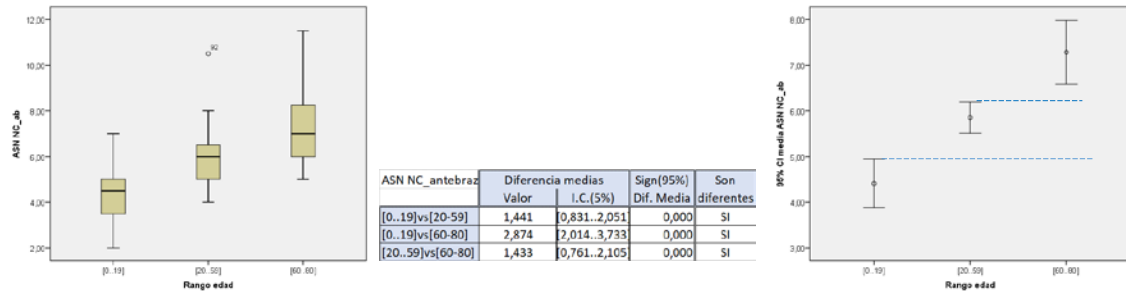 12,00
10,00
8,00
6,00
4,00
2,00
ASN NC_ab
[0..19]
[20..59]
[60..80]
Rango edad
ASN NC_antebraz Diferencia medias Sign(95%) Son
Valor I.C.(5%) Dif. Media diferentes
[0..19]vs[20-59] 1,441 [0,831..2,051] 0,000 SI
[0..19]vs[60-80] 2,874 [2,014..3,733] 0,000 SI
[20..59]vs[60-80] 1,433 [0,761..2,105] 0,000 SI
8,00
7,00
6,00
5,00
4,00
3,00
95% CI media ASN NC_ab
[0..19]
[20..59]
[60..80]
Rango edad